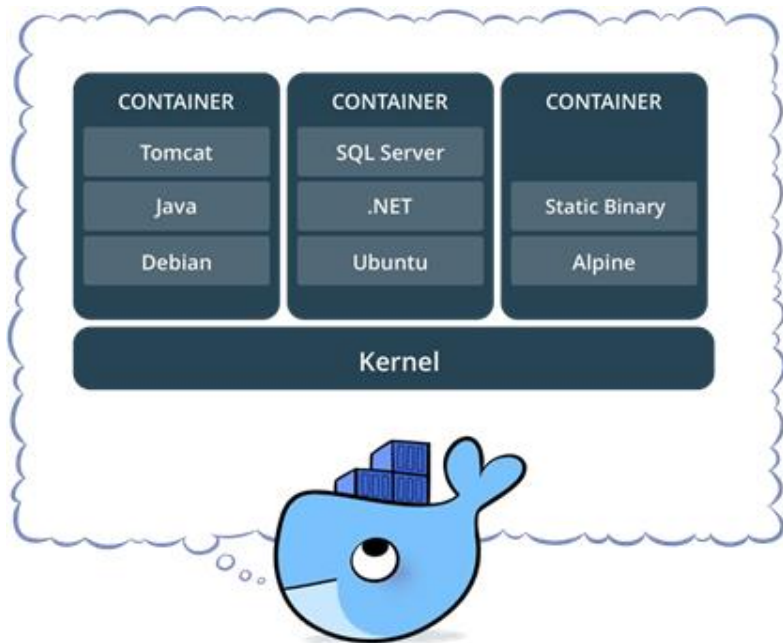 CONTAINER
Tomcat
Java
Debian
CONTAINER
SQL Server
.NET
Ubuntu
CONTAINER
Static Binary
Alpine
Kernel